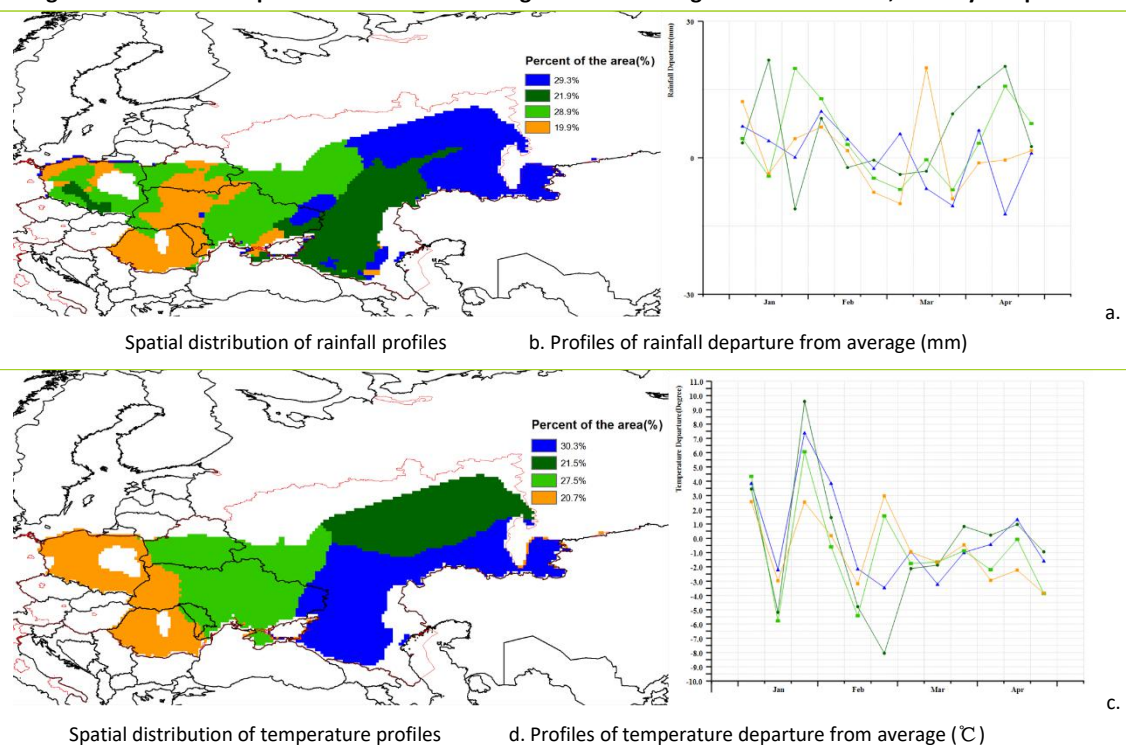 Percent of the area(%)
29.3%
21.9%
28.9%
19.9%
Rainfall Departure(mm)
30
0
-30
Jan
Feb
Mar
Apr
a.
Spatial distribution of rainfall profiles
b. Profiles of rainfall departure from average (mm)
Percent of the area(%)
30.3%
21.5%
27.5%
20.7%
Temperature Departure(Degree)
11.0
10.0
9.0
8.0
7.0
6.0
5.0
4.0
3.0
2.0
1.0
0.0
-1.0
-2.0
-3.0
-4.0
-5.0
-6.0
-7.0
-8.0
-9.0
-10.0
Jan
Feb
Mar
Apr
c.
Spatial distribution of temperature profiles
d. Profiles of temperature departure from average (℃)